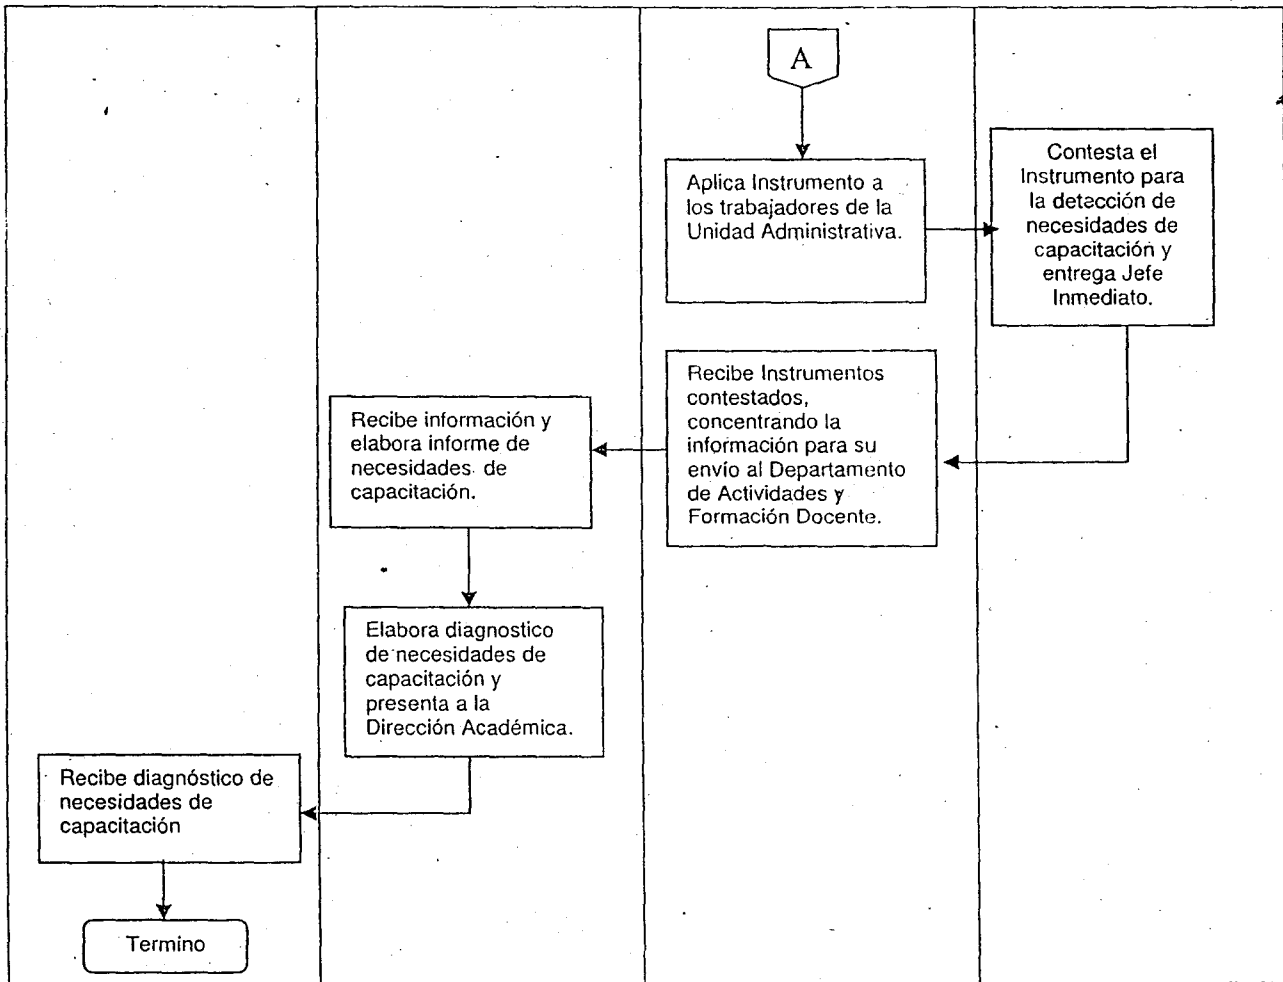 A
Aplica Instrumento a
los trabajadores de la
Unidad Administrativa.
Contesta el
Instrumento para
la detección de
necesidades de
capacitación y
entrega Jefe
Inmediato.
Recibe Instrumentos
contestados,
concentrando la
información para su
envío al Departamento
de Actividades y
Formación Docente.
Recibe información y
elabora informe de
necesidades de
capacitación.
Elabora diagnostico
de necesidades de
capacitación y
presenta a la
Dirección Académica.
Recibe diagnóstico de
necesidades de
capacitación
Termino